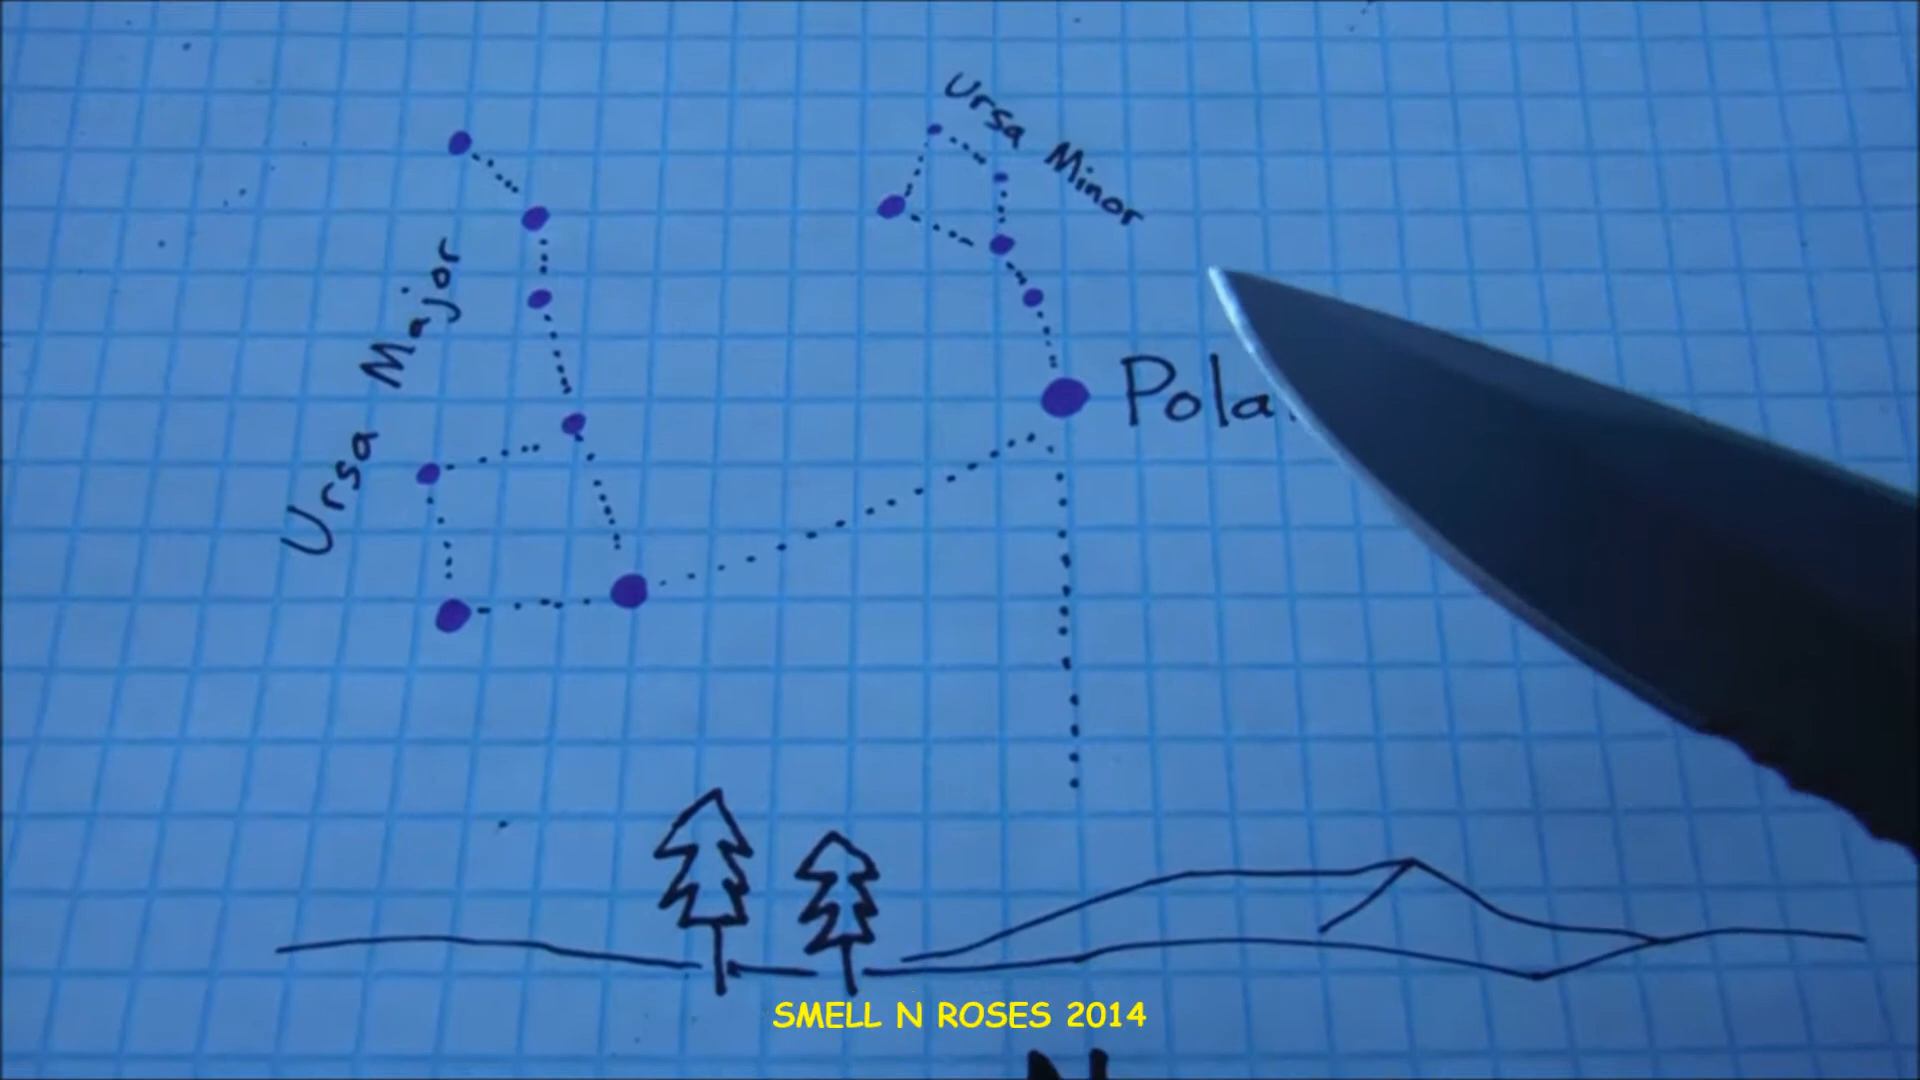 Ursa Minor
Ursa Major
Pola
SMELL N ROSES 2014
N